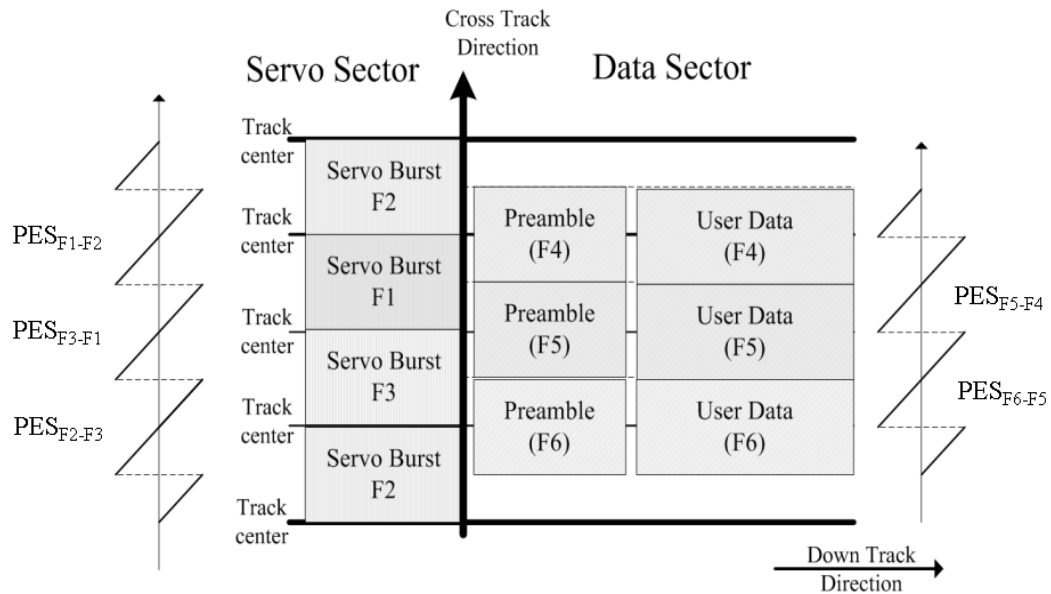 Cross Track
Direction
Servo Sector
Data Sector
Track
center
Servo Burst
F2
Preamble
(F4)
User Data
(F4)
PES_F1-F2
Track
center
Servo Burst
F1
PES_F5-F4
PES_F3-F1
Track
center
Preamble
(F5)
User Data
(F5)
Servo Burst
F3
PES_F6-F5
PES_F2-F3
Track
center
Preamble
(F6)
User Data
(F6)
Servo Burst
F2
Track
center
Down Track
Direction